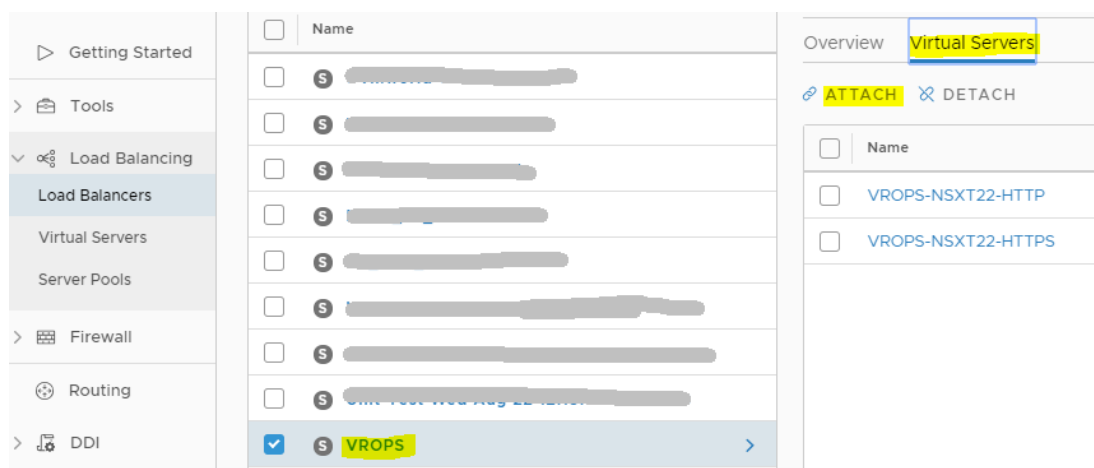 Getting Started
Tools
Load Balancing
Load Balancers
Virtual Servers
Server Pools
Firewall
Routing
DDI
Name
S
S
S
S
S
S
S
S
S VROPS
Overview Virtual Servers
ATTACH DETACH
Name
VROPS-NSXT22-HTTP
VROPS-NSXT22-HTTPS